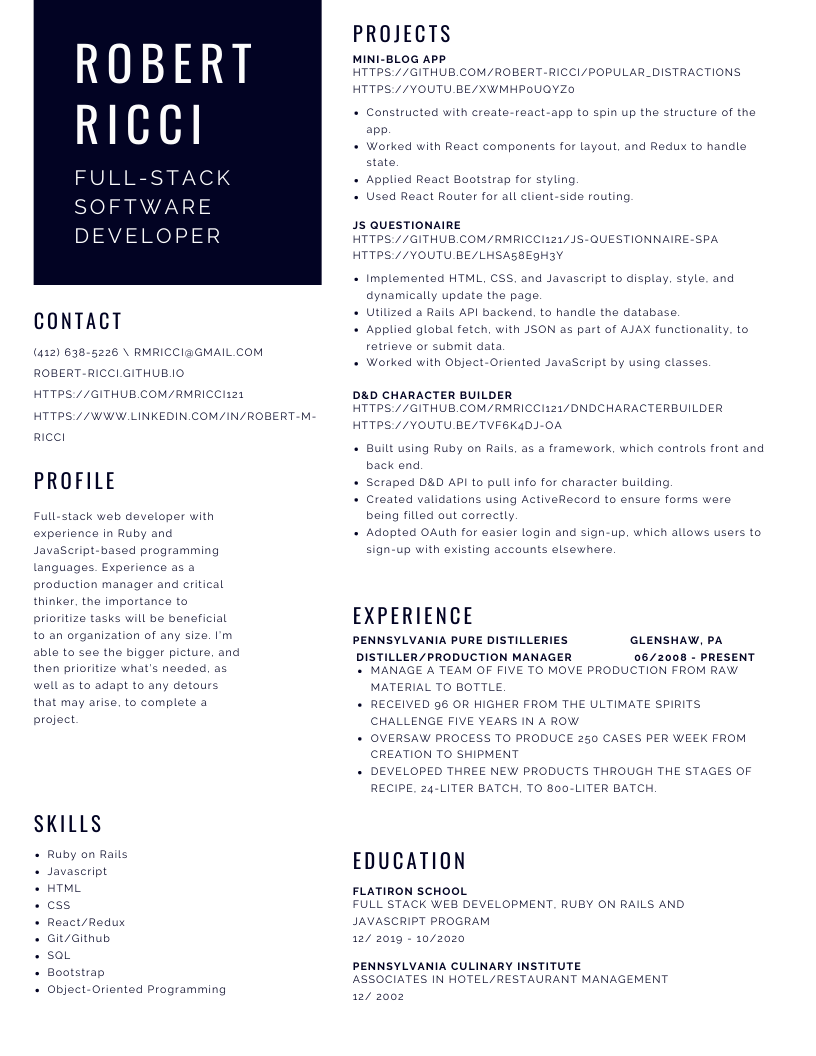 ROBERT
RICCI
FULL-STACK
SOFTWARE
DEVELOPER
CONTACT
(412) 638-5226 \ RMRICCI@GMAIL.COM
ROBERT-RICCI.GITHUB.IO
HTTPS://GITHUB.COM/RMRICCI121
HTTPS://WWW.LINKEDIN.COM/IN/ROBERT-M-
RICCI
PROFILE
Full-stack web developer with
experience in Ruby and
JavaScript-based programming
languages. Experience as a
production manager and critical
thinker, the importance to
prioritize tasks will be beneficial
to an organization of any size. I'm
able to see the bigger picture, and
then prioritize what's needed, as
well as to adapt to any detours
that may arise, to complete a
project.
SKILLS
• Ruby on Rails
• Javascript
• HTML
• CSS
• React/Redux
• Git/Github
• SQL
• Bootstrap
• Object-Oriented Programming
PROJECTS
MINI-BLOG APP
HTTPS://GITHUB.COM/ROBERT-RICCI/POPULAR_DISTRACTIONS
HTTPS://YOUTU.BE/XWMHP0UQYZ0
• Constructed with create-react-app to spin up the structure of the
app.
• Worked with React components for layout, and Redux to handle
state.
• Applied React Bootstrap for styling.
• Used React Router for all client-side routing.
JS QUESTIONAIRE
HTTPS://GITHUB.COM/RMRICCI121/JS-QUESTIONNAIRE-SPA
HTTPS://YOUTU.BE/LHSA58E9H3Y
• Implemented HTML, CSS, and Javascript to display, style, and
dynamically update the page.
• Utilized a Rails API backend, to handle the database.
• Applied global fetch, with JSON as part of AJAX functionality, to
retrieve or submit data.
• Worked with Object-Oriented JavaScript by using classes.
D&D CHARACTER BUILDER
HTTPS://GITHUB.COM/RMRICCI121/DNDCHARACTERBUILDER
HTTPS://YOUTU.BE/TVF6K4DJ-OA
• Built using Ruby on Rails, as a framework, which controls front and
back end.
• Scraped D&D API to pull info for character building.
• Created validations using ActiveRecord to ensure forms were
being filled out correctly.
• Adopted OAuth for easier login and sign-up, which allows users to
sign-up with existing accounts elsewhere.
EXPERIENCE
PENNSYLVANIA PURE DISTILLERIES GLENSHAW, PA
DISTILLER/PRODUCTION MANAGER 06/2008 - PRESENT
• MANAGE A TEAM OF FIVE TO MOVE PRODUCTION FROM RAW
MATERIAL TO BOTTLE.
• RECEIVED 96 OR HIGHER FROM THE ULTIMATE SPIRITS
CHALLENGE FIVE YEARS IN A ROW
• OVERSAW PROCESS TO PRODUCE 250 CASES PER WEEK FROM
CREATION TO SHIPMENT
• DEVELOPED THREE NEW PRODUCTS THROUGH THE STAGES OF
RECIPE, 24-LITER BATCH, TO 800-LITER BATCH.
EDUCATION
FLATIRON SCHOOL
FULL STACK WEB DEVELOPMENT, RUBY ON RAILS AND
JAVASCRIPT PROGRAM
12/ 2019 - 10/2020
PENNSYLVANIA CULINARY INSTITUTE
ASSOCIATES IN HOTEL/RESTAURANT MANAGEMENT
12/ 2002